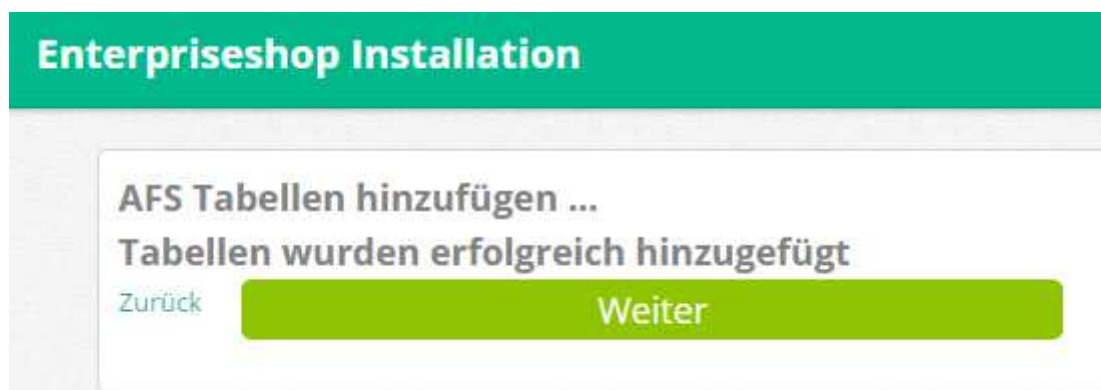 Enterpriseshop Installation
AFS Tabellen hinzufügen ...
Tabellen wurden erfolgreich hinzugefügt
Zurück Weiter